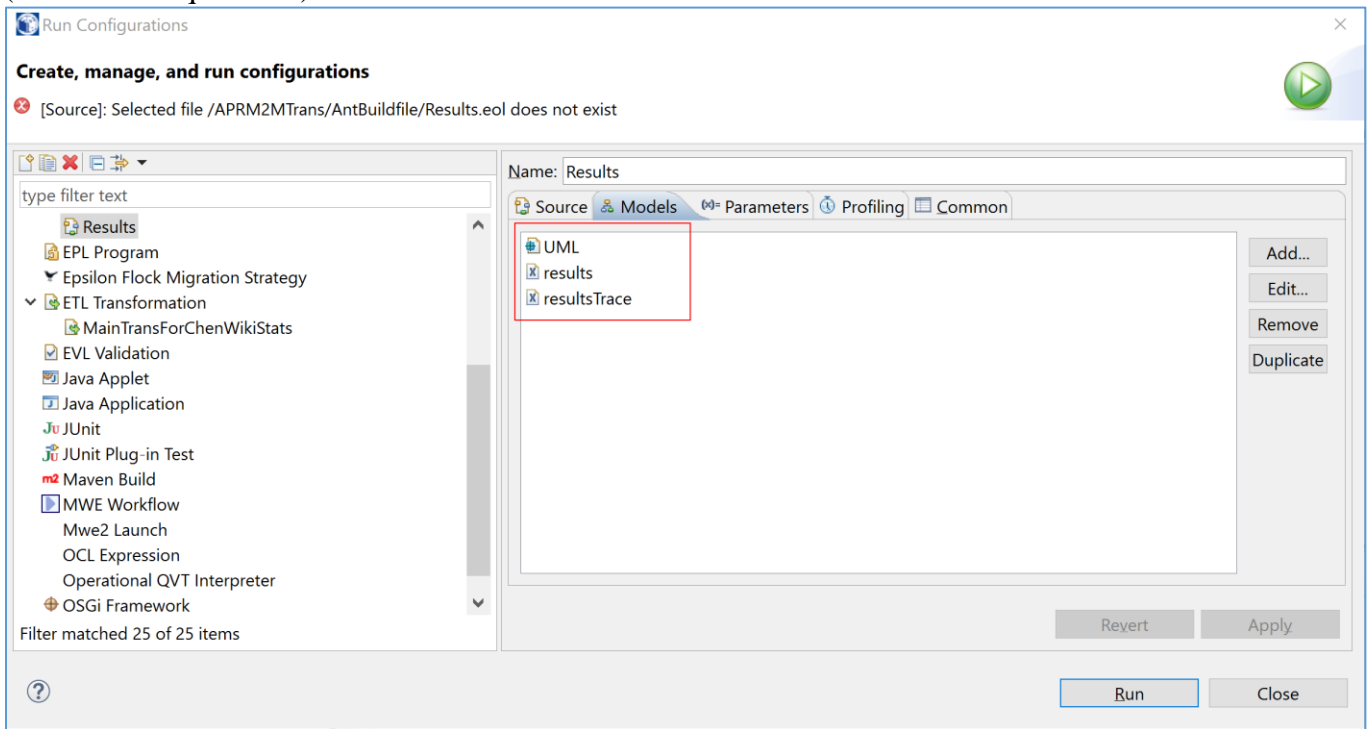 Run Configurations
Create, manage, and run configurations
[Source]: Selected file /APRM2MTrans/AntBuildfile/Results.eol does not exist
type filter text
Results
EPL Program
Epsilon Flock Migration Strategy
ETL Transformation
MainTransForChenWikiStats
EVL Validation
Java Applet
Java Application
JUnit
JUnit Plug-in Test
Maven Build
MWE Workflow
Mwe2 Launch
OCL Expression
Operational QVT Interpreter
OSGi Framework
Filter matched 25 of 25 items
Name: Results
Source Models Parameters Profiling Common
UML
results
resultsTrace
Add...
Edit...
Remove
Duplicate
Revert Apply
Run Close